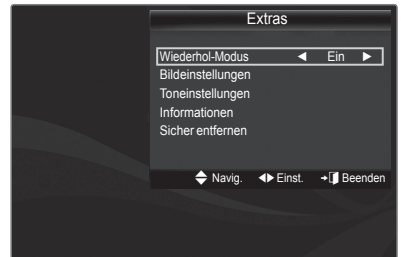 Extras
Wiederhol-Modus Ein
Bildeinstellungen
Toneinstellungen
Informationen
Sicher entfernen
Navig. Einst. Beenden